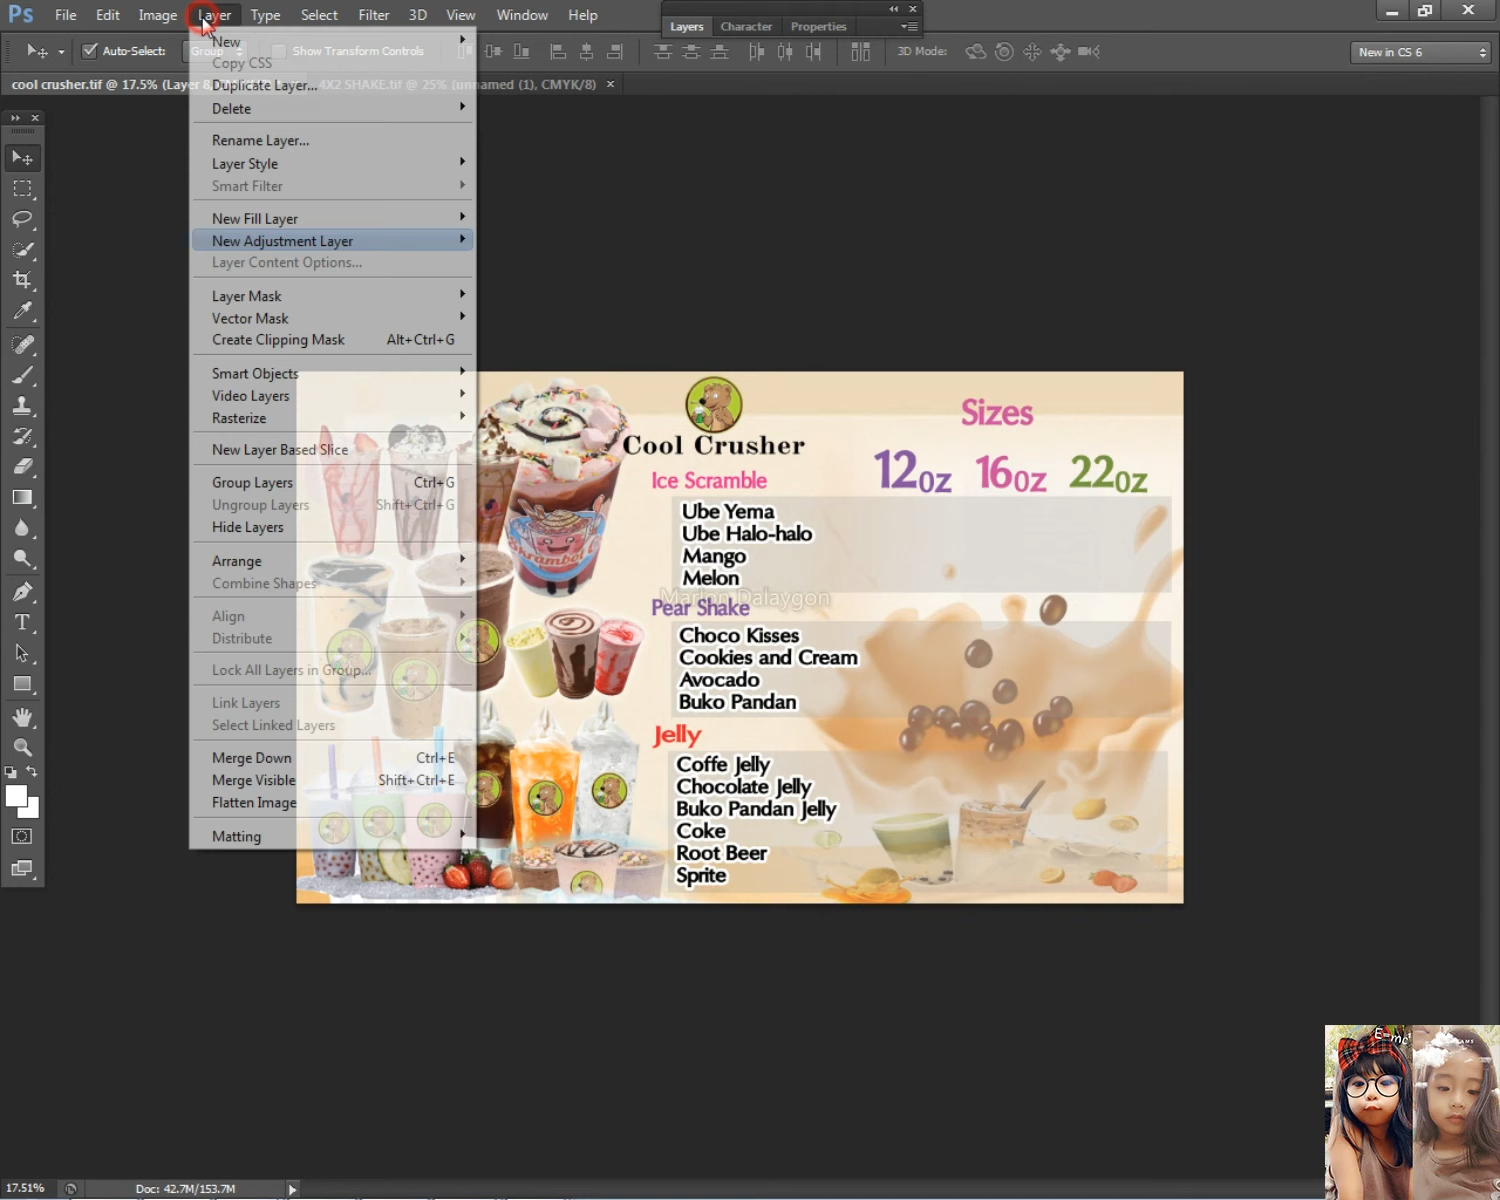 Ps File Edit Image Layer Type Select Filter 3D View Window Help
Layers Character Properties
Auto-Select: Group Show Transform Controls 3D Mode: New in CS 6
cool crusher.tif @ 17.5% (Layer 8, 4X2 SHAKE.tif @ 25% (unnamed (1), CMYK/8)
New
Copy CSS
Duplicate Layer...
Delete
Rename Layer...
Layer Style
Smart Filter
New Fill Layer
New Adjustment Layer
Layer Content Options...
Layer Mask
Vector Mask
Create Clipping Mask Alt+Ctrl+G
Smart Objects
Video Layers
Rasterize
New Layer Based Slice
Group Layers Ctrl+G
Ungroup Layers Shift+Ctrl+G
Hide Layers
Arrange
Combine Shapes
Align
Distribute
Lock All Layers in Group...
Link Layers
Select Linked Layers
Merge Down Ctrl+E
Merge Visible Shift+Ctrl+E
Flatten Image
Matting
Cool Crusher
Sizes
12oz 16oz 22oz
Ice Scramble
Ube Yema
Ube Halo-halo
Mango
Melon
Marlon Dalaygon
Pear Shake
Choco Kisses
Cookies and Cream
Avocado
Buko Pandan
Jelly
Coffe Jelly
Chocolate Jelly
Buko Pandan Jelly
Coke
Root Beer
Sprite
17.51% Doc: 42.7M/153.7M